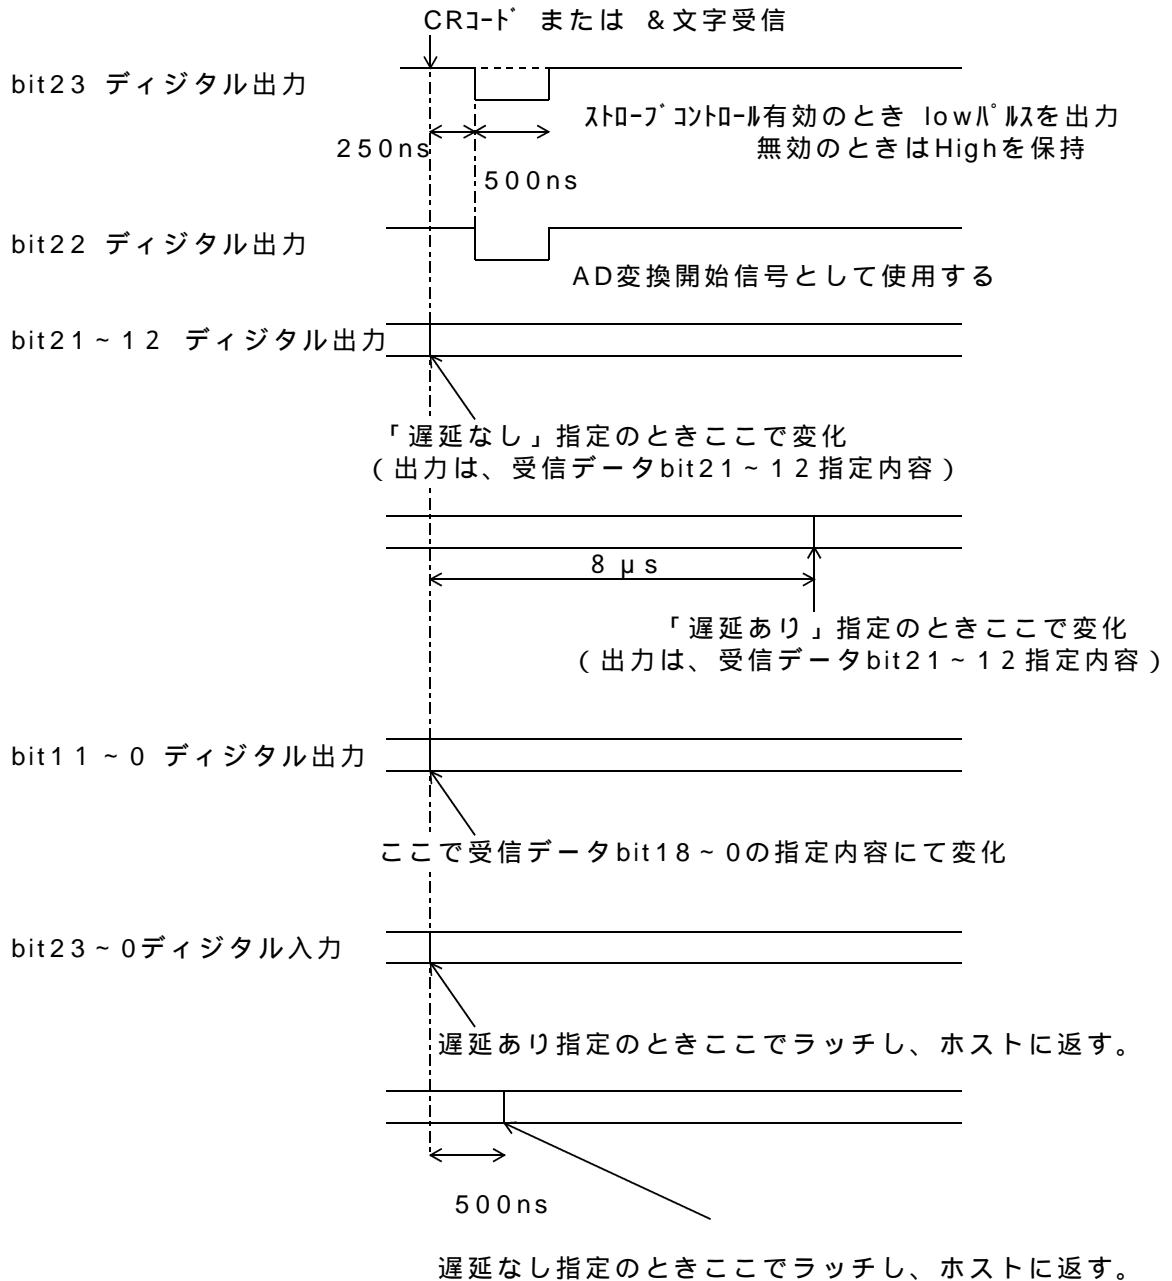 CRｺｰﾄﾞ または ＆文字受信
bit23 ディジタル出力
ｽﾄﾛｰﾌﾞｺﾝﾄﾛｰﾙ有効のとき lowﾊﾟﾙｽを出力
無効のときはHighを保持
250ns
500ns
bit22 ディジタル出力
AD変換開始信号として使用する
bit21~12 ディジタル出力
「遅延なし」指定のときここで変化
(出力は、受信データbit21~12指定内容)
8μs
「遅延あり」指定のときここで変化
(出力は、受信データbit21~12指定内容)
bit11~0 ディジタル出力
ここで受信データbit18~0の指定内容にて変化
bit23~0ディジタル入力
遅延あり指定のときここでラッチし、ホストに返す。
500ns
遅延なし指定のときここでラッチし、ホストに返す。